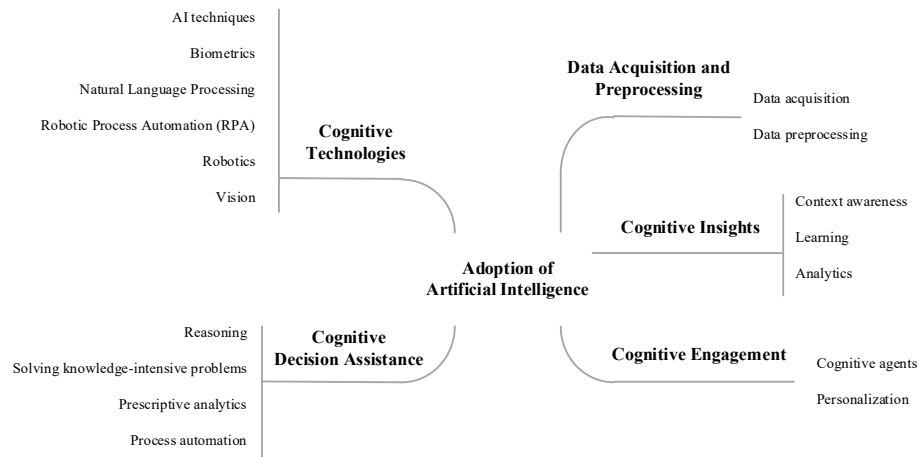 AI techniques
Biometrics
Natural Language Processing
Robotic Process Automation (RPA)
Robotics
Vision
Cognitive
Technologies
Data Acquisition and
Preprocessing
Data acquisition
Data preprocessing
Cognitive Insights
Context awareness
Learning
Analytics
Adoption of
Artificial Intelligence
Cognitive
Decision Assistance
Reasoning
Solving knowledge-intensive problems
Prescriptive analytics
Process automation
Cognitive Engagement
Cognitive agents
Personalization